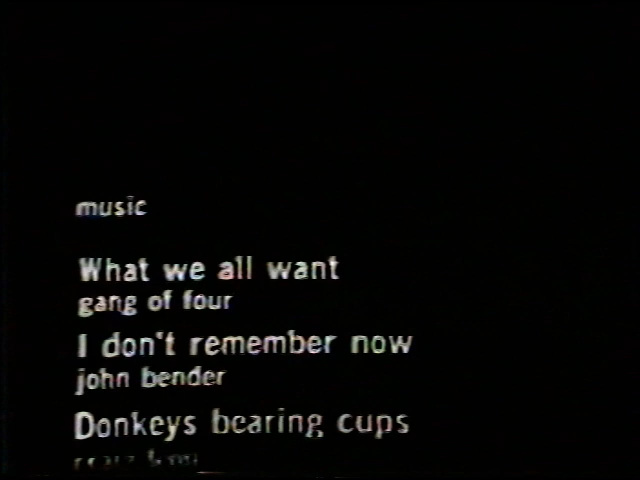 music
What we all want
gang of four
I don't remember now
john bender
Donkeys bearing cups